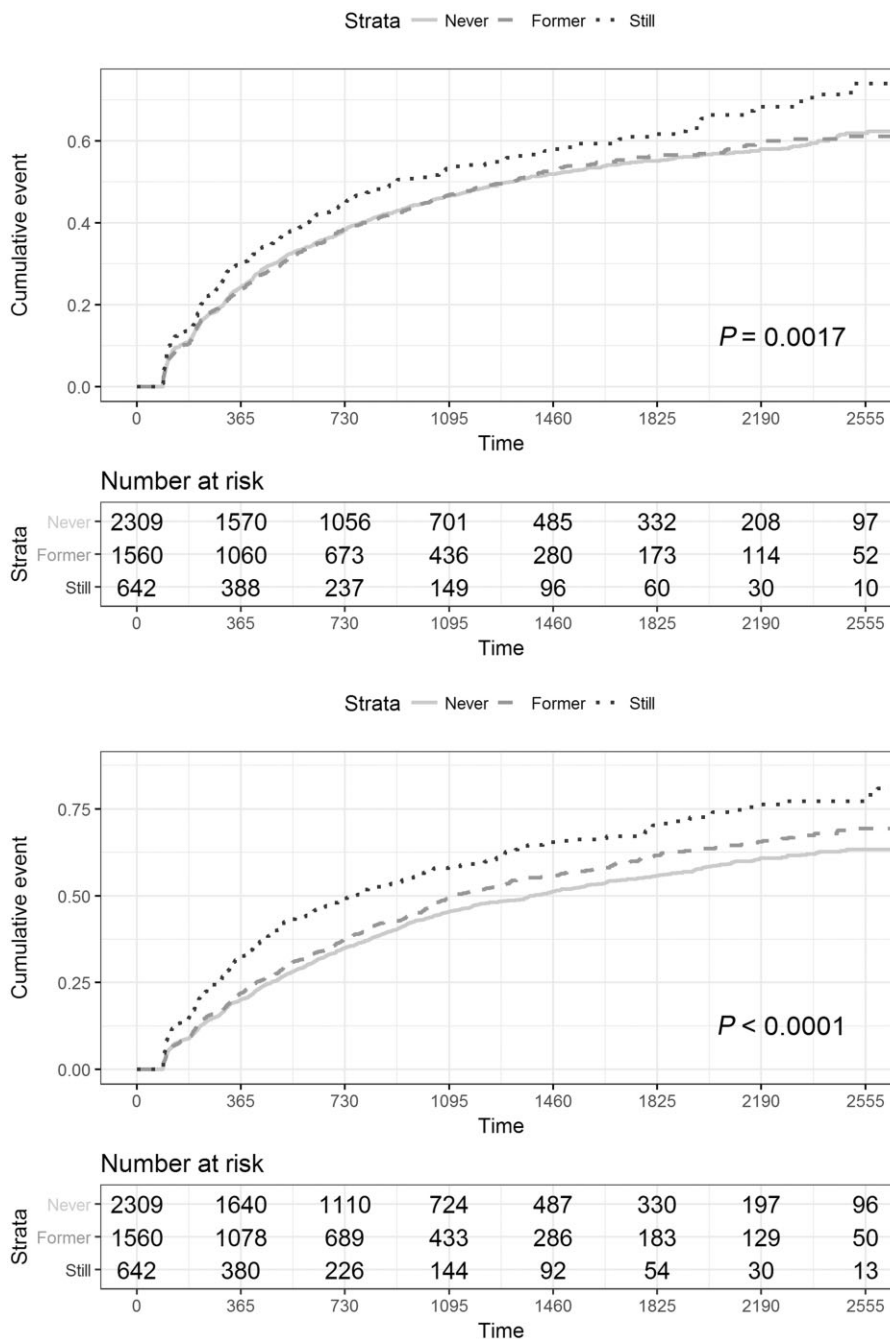 Strata Never Former Still
Cumulative event
0.6
0.4
0.2
0.0
P = 0.0017
0 365 730 1095 1460 1825 2190 2555
Time
Number at risk
Strata
Never 2309 1570 1056 701 485 332 208 97
Former 1560 1060 673 436 280 173 114 52
Still 642 388 237 149 96 60 30 10
0 365 730 1095 1460 1825 2190 2555
Time
Strata Never Former Still
Cumulative event
0.75
0.50
0.25
0.00
P < 0.0001
0 365 730 1095 1460 1825 2190 2555
Time
Number at risk
Strata
Never 2309 1640 1110 724 487 330 197 96
Former 1560 1078 689 433 286 183 129 50
Still 642 380 226 144 92 54 30 13
0 365 730 1095 1460 1825 2190 2555
Time